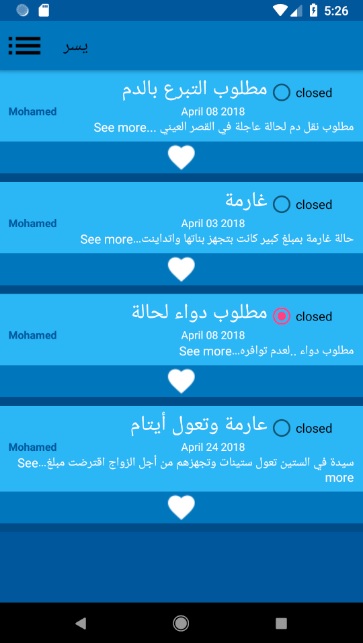 5:26
يسر
مطلوب التبرع بالدم closed
Mohamed April 08 2018
مطلوب نقل دم لحالة عاجلة في القصر العيني ...See more
غارمة closed
Mohamed April 03 2018
حالة غارمة بمبلغ كبير كانت بتجهز بناتها واتداينت...See more
مطلوب دواء لحالة closed
Mohamed April 08 2018
مطلوب دواء ..لعدم توافره...See more
عارمة وتعول أيتام closed
Mohamed April 24 2018
سيدة في الستين تعول ستينات وتجهزهم من أجل الزواج اقترضت مبلغ...See
more